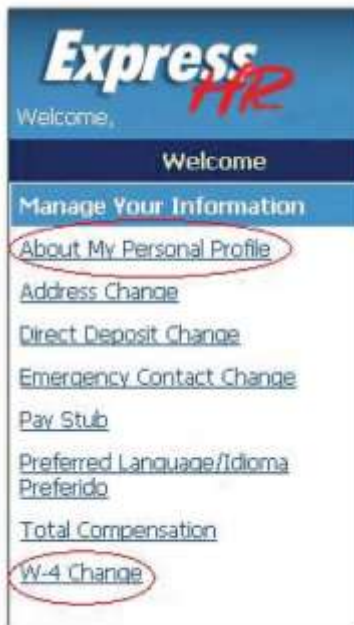 Express
HR
Welcome,
Welcome
Manage Your Information
About My Personal Profile
Address Change
Direct Deposit Change
Emergency Contact Change
Pay Stub
Preferred Language/Idioma
Preferido
Total Compensation
W-4 Change